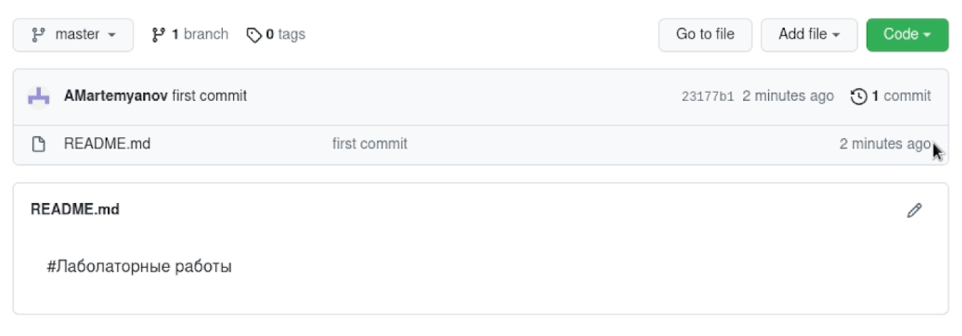 master 1 branch 0 tags Go to file Add file Code
AMartemyanov first commit 23177b1 2 minutes ago 1 commit
README.md first commit 2 minutes ago
README.md
#Лаболаторные работы